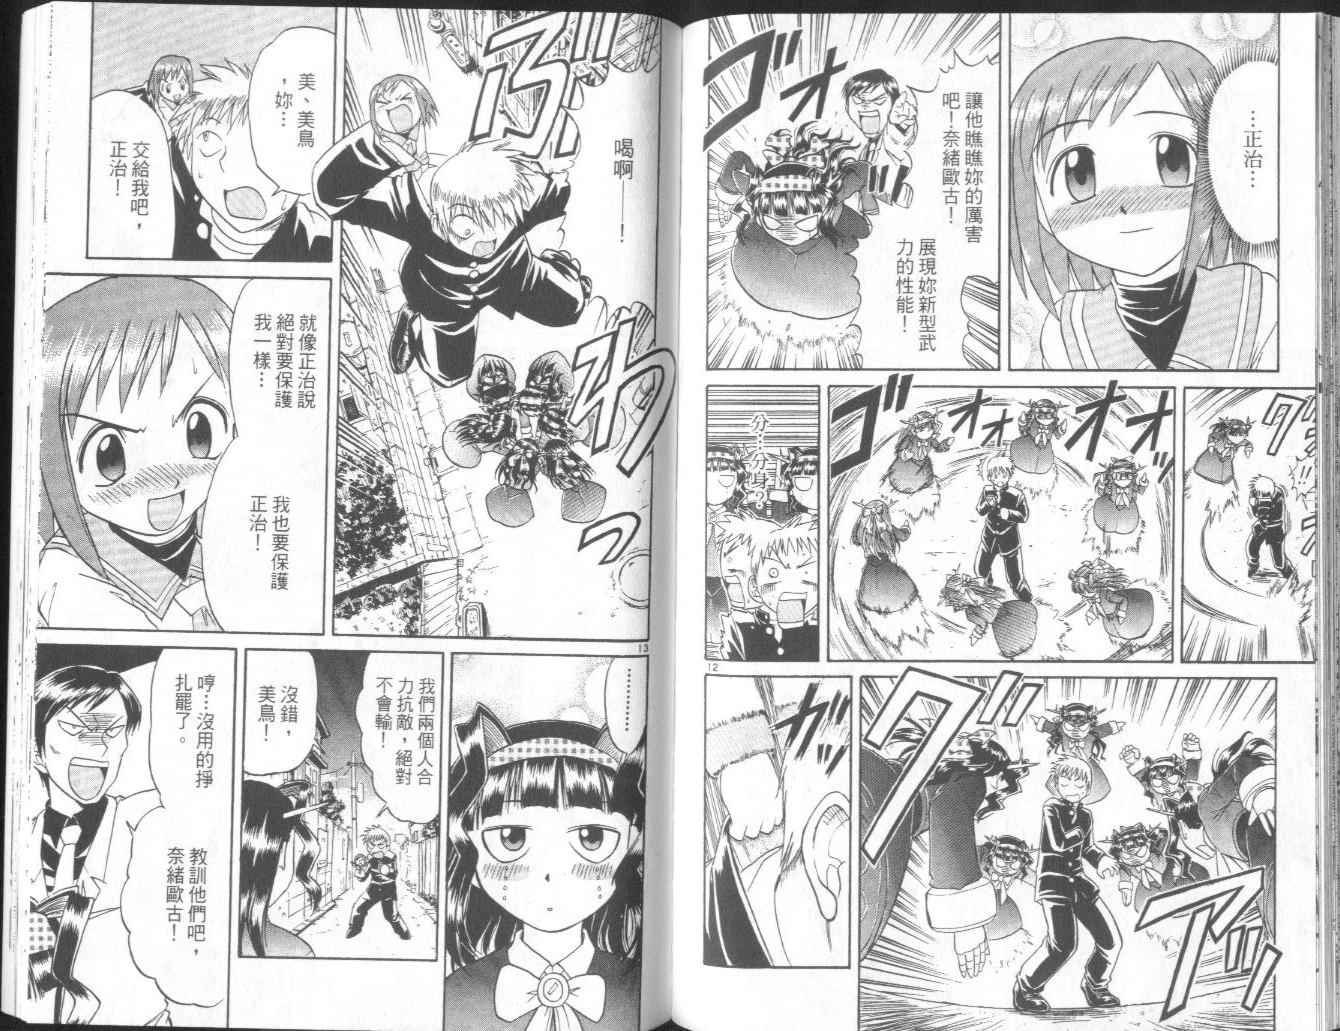 …正治…
讓他瞧瞧妳的厲害
吧！奈緒歐古！
展現妳新型武
力的性能！
ゴオォ
ゴオオォオオ
分…分身？
12
ガッ
ダアッ
喝啊！
ぶわっ
美、美鳥
，妳…
交給我吧，
正治！
就像正治說
絕對要保護
我一樣…
我也要保護
正治！
13
…………
我們兩個人合
力抗敵，絕對
不會輸！
沒錯，
美鳥！
哼…沒用的掙
扎罷了。
教訓他們吧，
奈緒歐古！